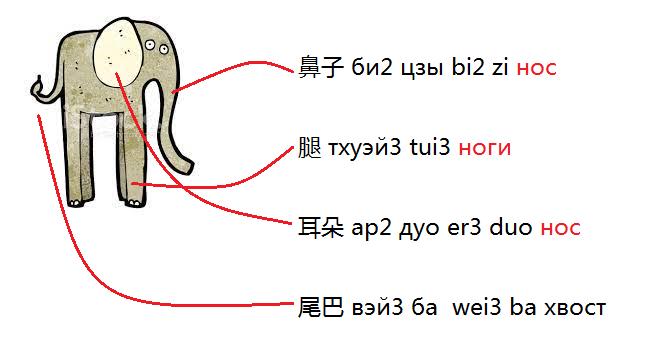 鼻子 би2 цзы bi2 zi нос
腿 тхуэй3 tui3 ноги
耳朵 ар2 дуо er3 duo нос
尾巴 вэй3 ба wei3 ba хвост